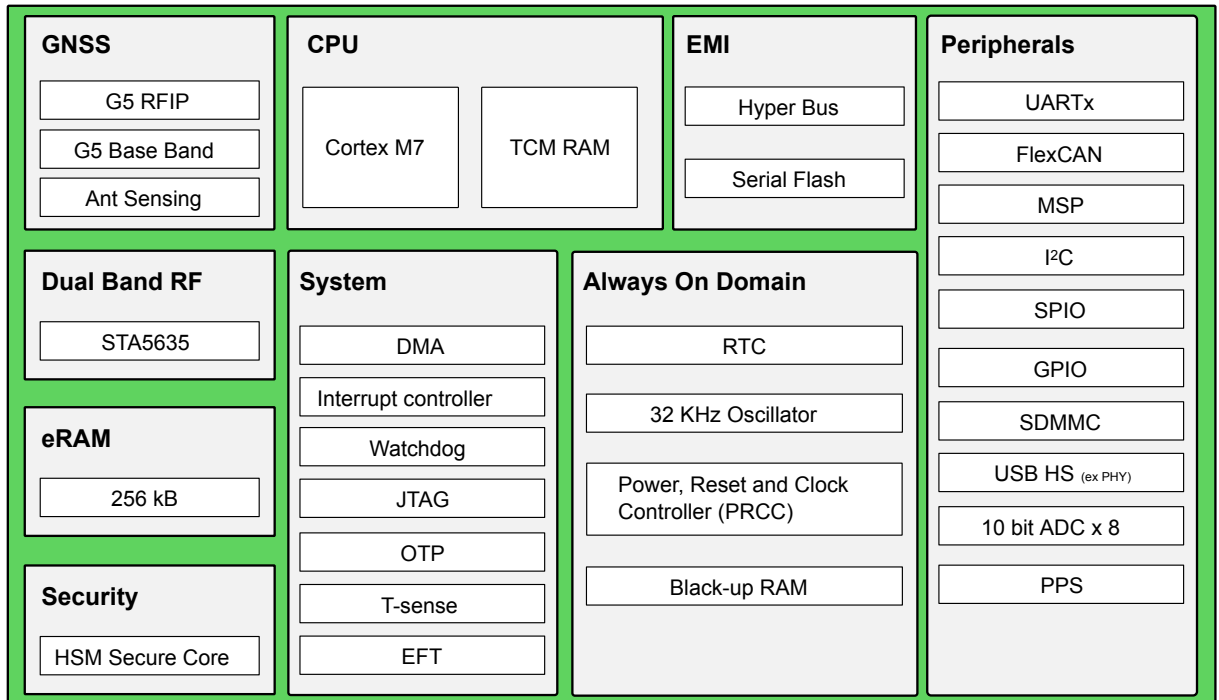 GNSS
G5 RFIP
G5 Base Band
Ant Sensing
CPU
Cortex M7
TCM RAM
EMI
Hyper Bus
Serial Flash
Peripherals
UARTx
FlexCAN
MSP
I²C
SPIO
GPIO
SDMMC
USB HS (ex PHY)
10 bit ADC x 8
PPS
Dual Band RF
STA5635
eRAM
256 kB
Security
HSM Secure Core
System
DMA
Interrupt controller
Watchdog
JTAG
OTP
T-sense
EFT
Always On Domain
RTC
32 KHz Oscillator
Power, Reset and Clock
Controller (PRCC)
Black-up RAM